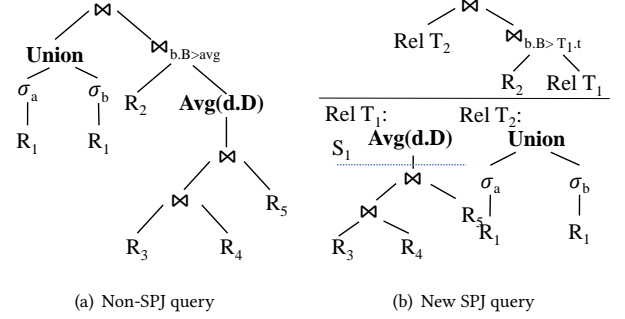 ⋈
Union ⋈ b.B>avg
σa σb R2 Avg(d.D)
R1 R1 ⋈
⋈ R5
R3 R4
(a) Non-SPJ query
⋈
Rel T2 ⋈ b.B> T1.t
R2 Rel T1
Rel T1: Rel T2:
S1 Avg(d.D) Union
⋈ σa σb
⋈ R5 R1 R1
R3 R4
(b) New SPJ query